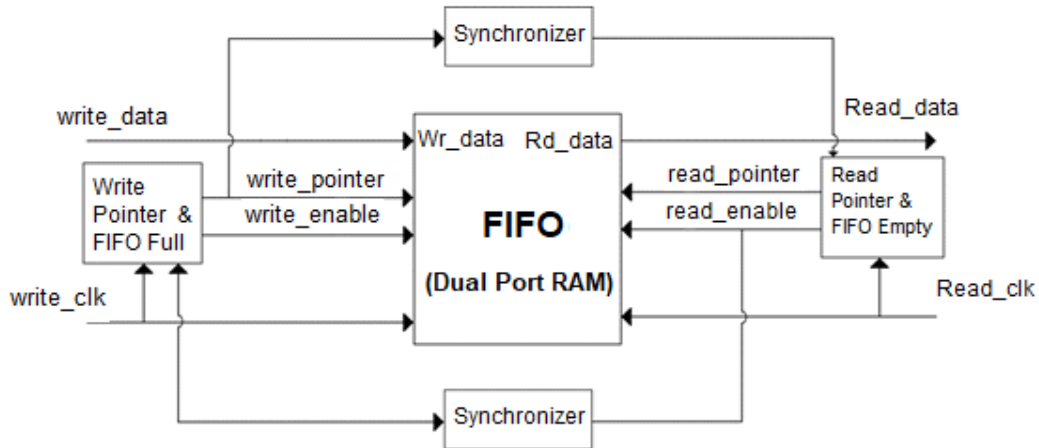 Synchronizer
write_data
Read_data
Wr_data Rd_data
Write
Pointer &
FIFO Full
write_pointer
write_enable
FIFO
(Dual Port RAM)
read_pointer
read_enable
Read
Pointer &
FIFO Empty
write_clk
Read_clk
Synchronizer